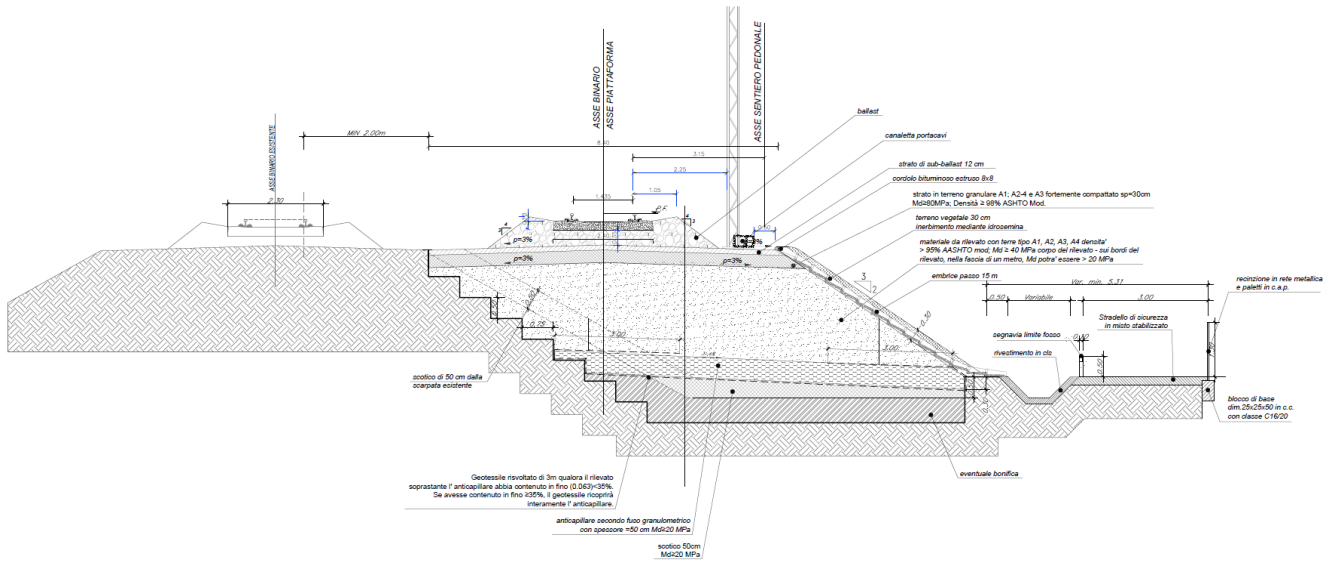 ASSE BINARIO ESISTENTE
MIN 2.00m
2.30
ASSE BINARIO
ASSE PIATTAFORMA
ASSE SENTIERO PEDONALE
3.15
2.25
1.05
1.435
P.F.
p=3%
p=3%
p=3%
ballast
canaletta portacavi
strato di sub-ballast 12 cm
cordolo bituminoso estruso 8x8
strato in terreno granulare A1; A2-4 e A3 fortemente compattato sp=30cm
Md≥80MPa; Densità ≥ 98% ASHTO Mod.
terreno vegetale 30 cm
inerbimento mediante idrosemina
materiale da rilevato con terre tipo A1, A2, A3, A4 densita'
> 95% AASHTO mod; Md ≥ 40 MPa corpo del rilevato - sui bordi del
rilevato, nella faccia di un metro, Md potra' essere > 20 MPa
embrice passo 15 m
3
2
Var. min. 5.31
0.50
Variabile
3.00
recinzione in rete metallica
e paletti in c.a.p.
Stradello di sicurezza
in misto stabilizzato
segnavia limite fosso
rivestimento in cls
0.50
0.50
0.75
3.00
3.00
0.30
scotico di 50 cm dalla
scarpata esistente
blocco di base
dim.25x25x50 in c.c.
con classe C16/20
eventuale bonifica
Geotessile risvoltato di 3m qualora il rilevato
soprastante l' anticapillare abbia contenuto in fino (0.063)<35%.
Se avesse contenuto in fino ≥35%, il geotessile ricoprirà
interamente l' anticapillare.
anticapillare secondo fuso granulometrico
con spessore =50 cm Md≥20 MPa
scotico 50cm
Md≥20 MPa